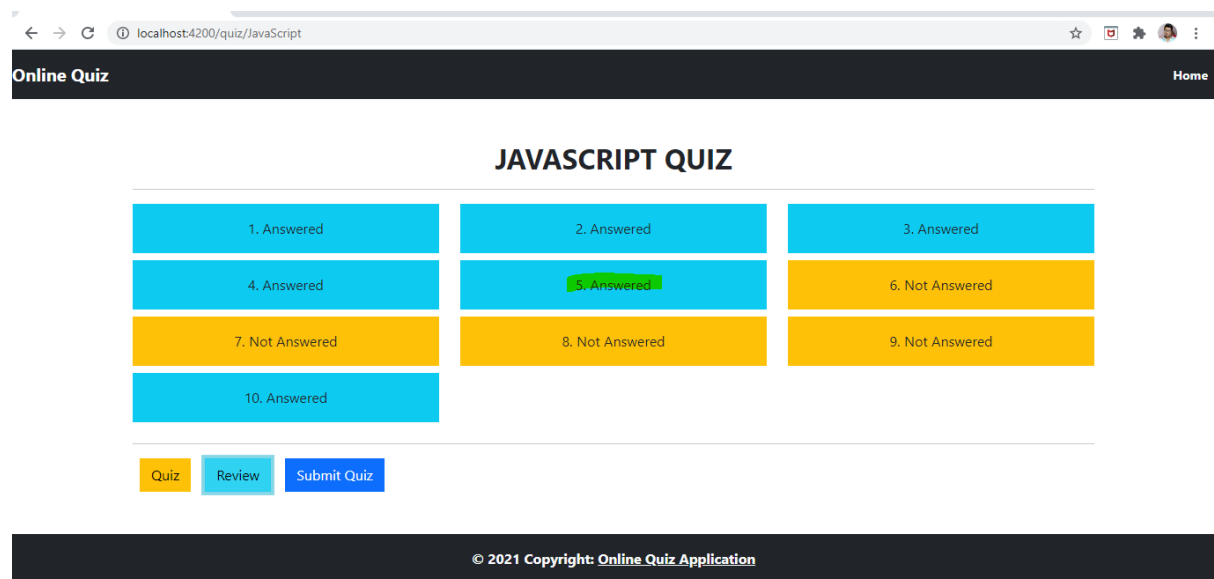 localhost:4200/quiz/JavaScript
Online Quiz Home
JAVASCRIPT QUIZ
1. Answered 2. Answered 3. Answered
4. Answered 5. Answered 6. Not Answered
7. Not Answered 8. Not Answered 9. Not Answered
10. Answered
Quiz Review Submit Quiz
© 2021 Copyright: Online Quiz Application